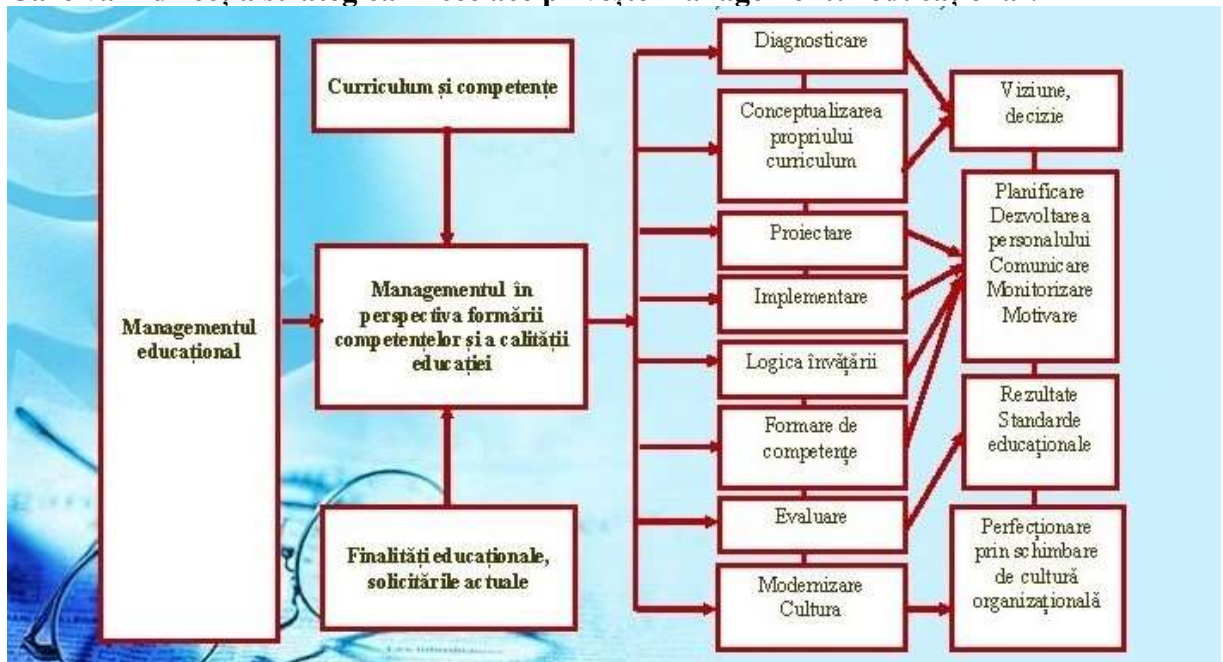 Managementul
educațional
Curriculum și competențe
Managementul în
perspectiva formării
competențelor și a calității
educației
Finalități educaționale,
solicitările actuale
Diagnosticare
Conceptualizarea
propriului
curriculum
Proiectare
Implementare
Logica învățării
Formare de
competențe
Evaluare
Modernizare
Cultura
Viziune,
decizie
Planificare
Dezvoltarea
personalului
Comunicare
Monitorizare
Motivare
Rezultate
Standarde
educaționale
Perfecționare
prin schimbare
de cultură
organizațională